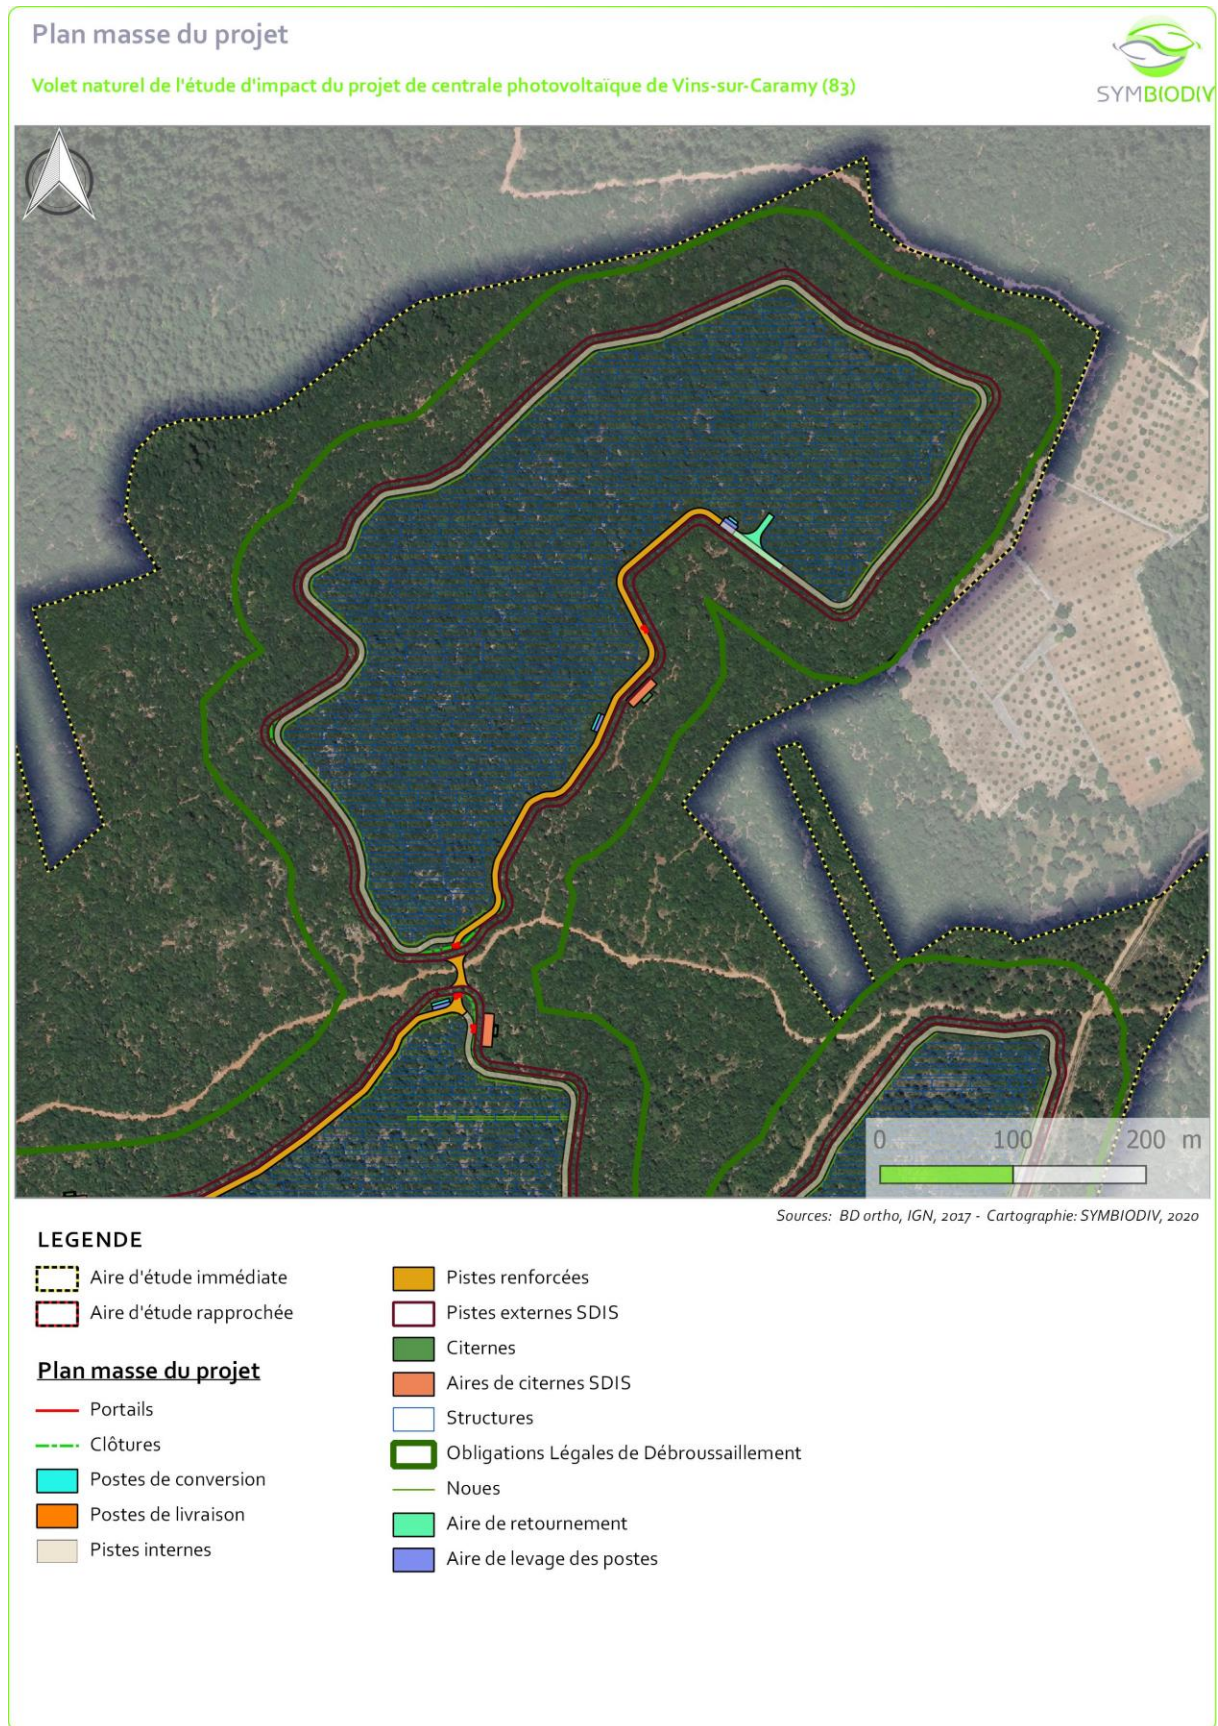 Plan masse du projet
Volet naturel de l'étude d'impact du projet de centrale photovoltaïque de Vins-sur-Caramy (83)
SYMBIODIV
0 100 200 m
Sources: BD ortho, IGN, 2017 - Cartographie: SYMBIODIV, 2020
LEGENDE
Aire d'étude immédiate
Aire d'étude rapprochée
Plan masse du projet
Portails
Clôtures
Postes de conversion
Postes de livraison
Pistes internes
Pistes renforcées
Pistes externes SDIS
Citernes
Aires de citernes SDIS
Structures
Obligations Légales de Débroussaillement
Noues
Aire de retournement
Aire de levage des postes